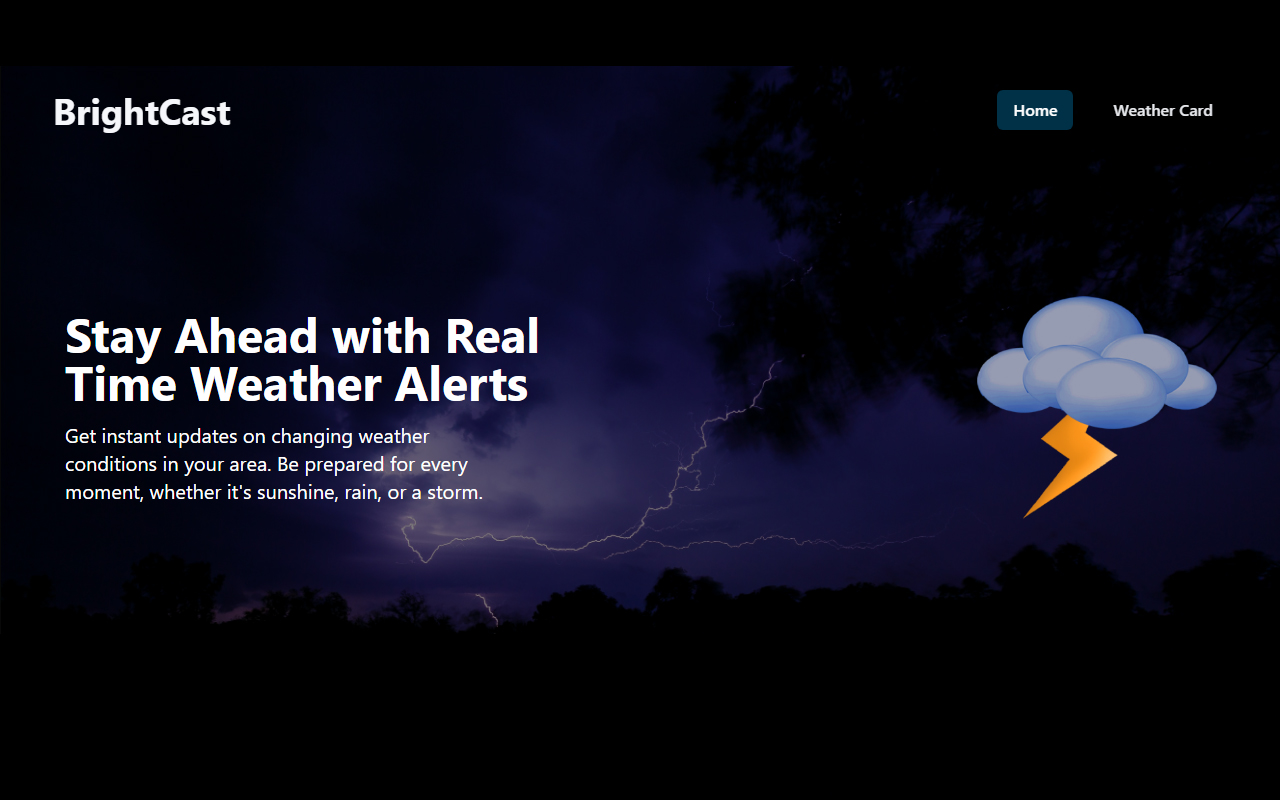 BrightCast
Home
Weather Card
Stay Ahead with Real
Time Weather Alerts
Get instant updates on changing weather
conditions in your area. Be prepared for every
moment, whether it's sunshine, rain, or a storm.